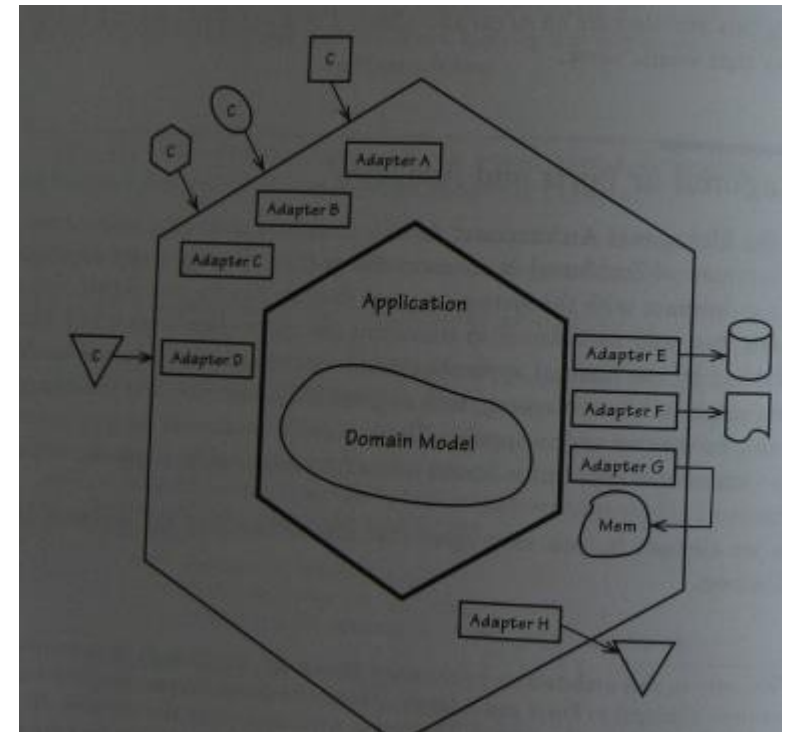 C
C
Adapter A
C
Adapter B
Adapter C
Application
C
Adapter D
Adapter E
Adapter F
Domain Model
Adapter G
Mem
Adapter H